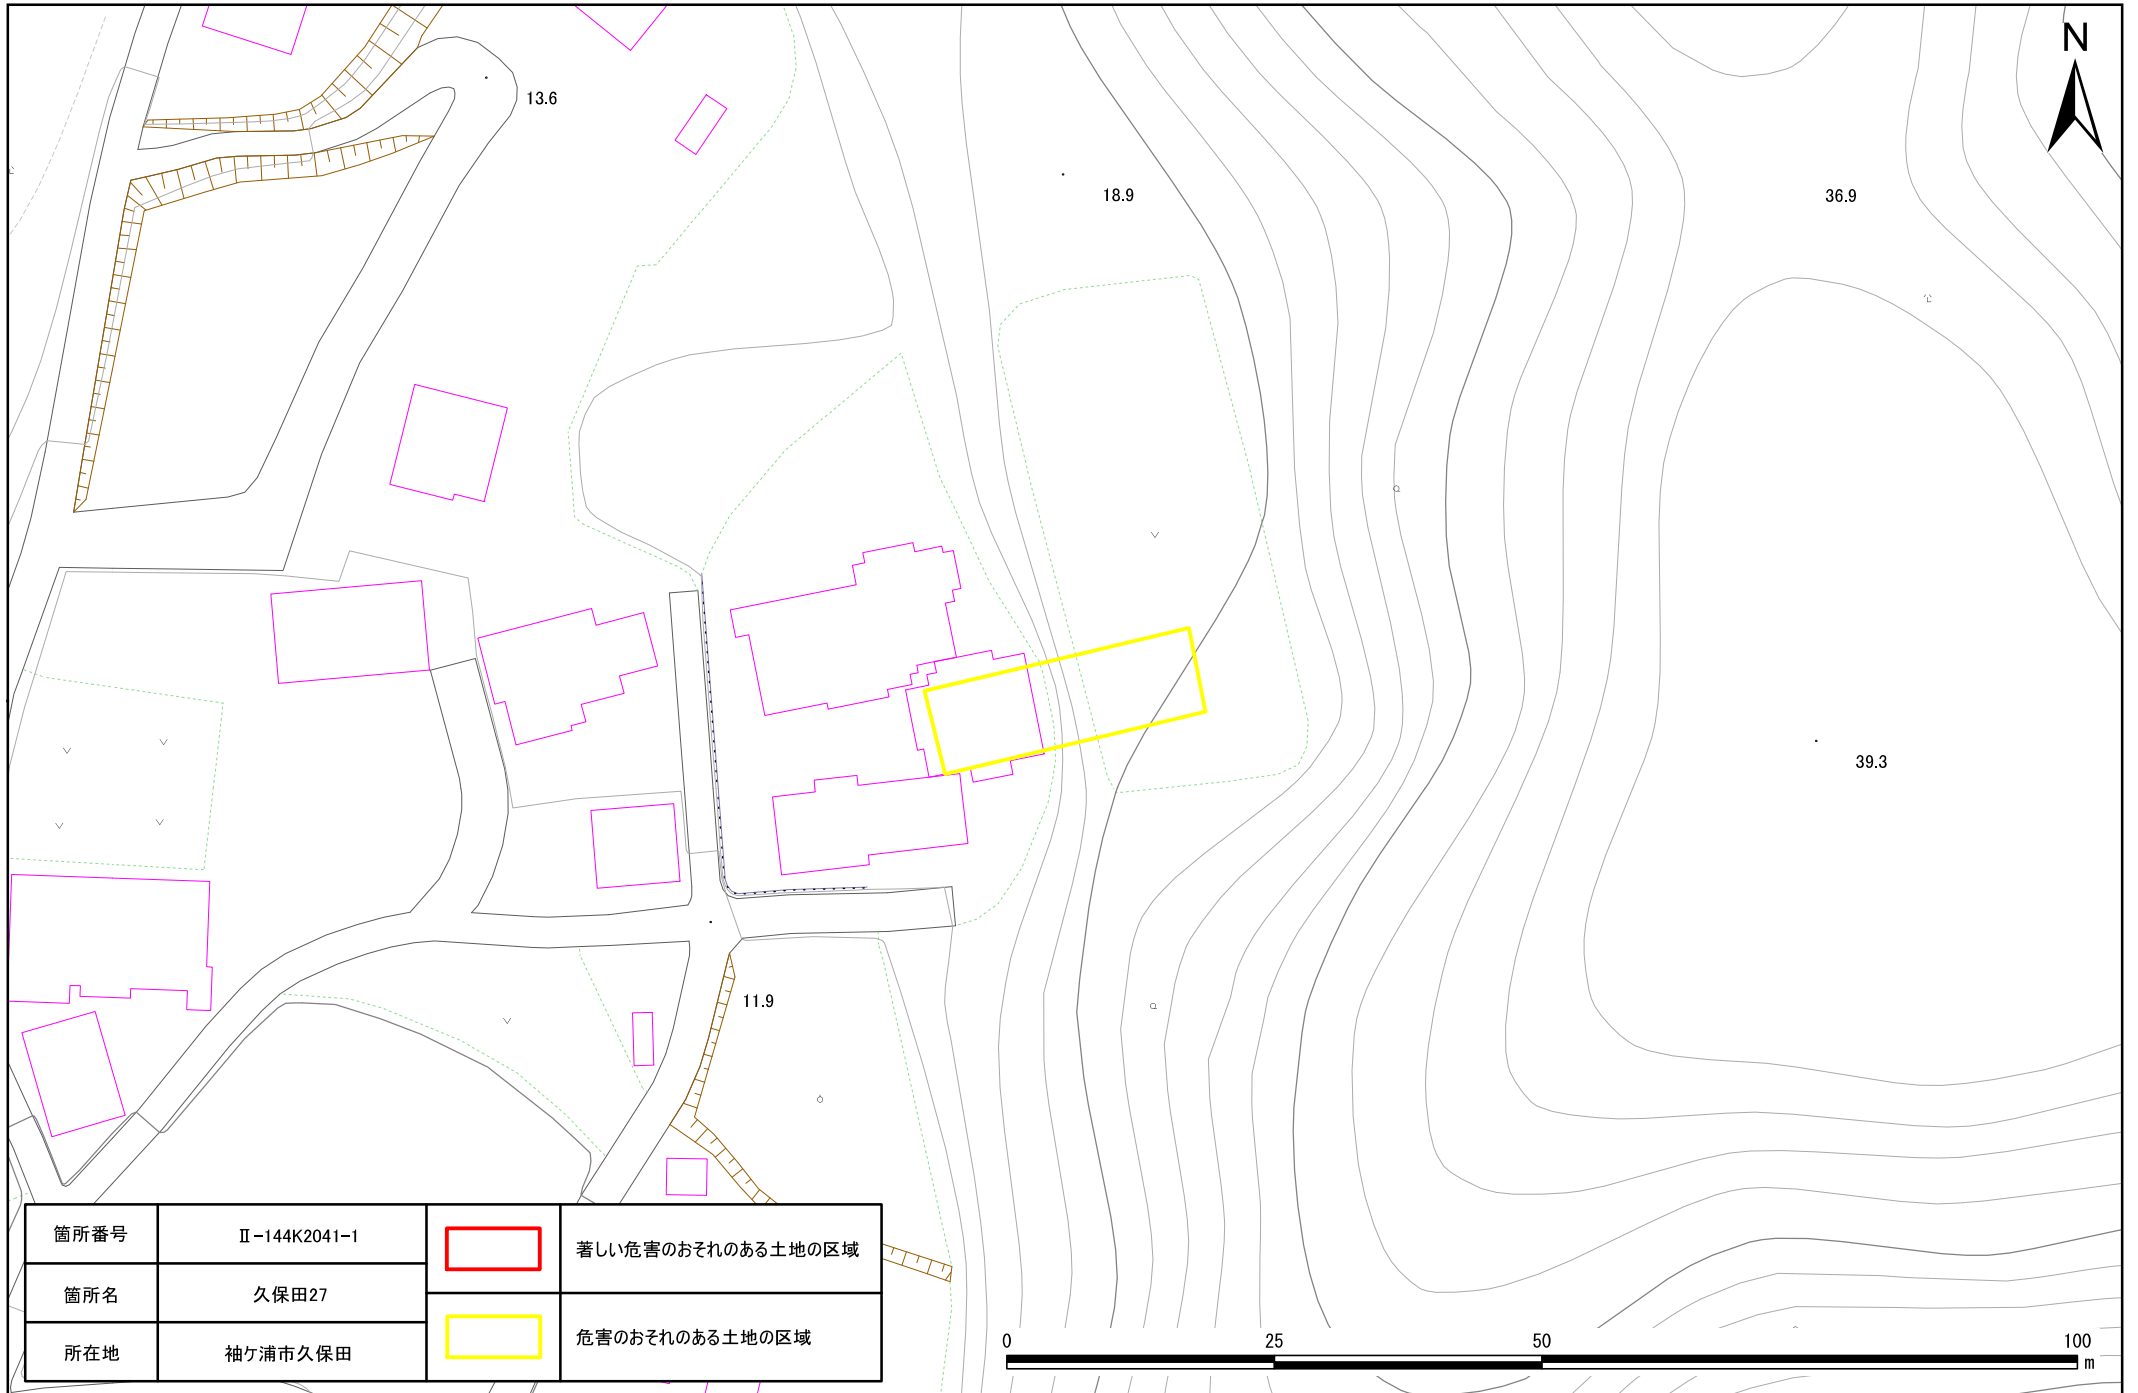 N
13.6
18.9
36.9
39.3
11.9
箇所番号 Ⅱ-144K2041-1
箇所名 久保田27
所在地 袖ケ浦市久保田
著しい危害のおそれのある土地の区域
危害のおそれのある土地の区域
0 25 50 100
m